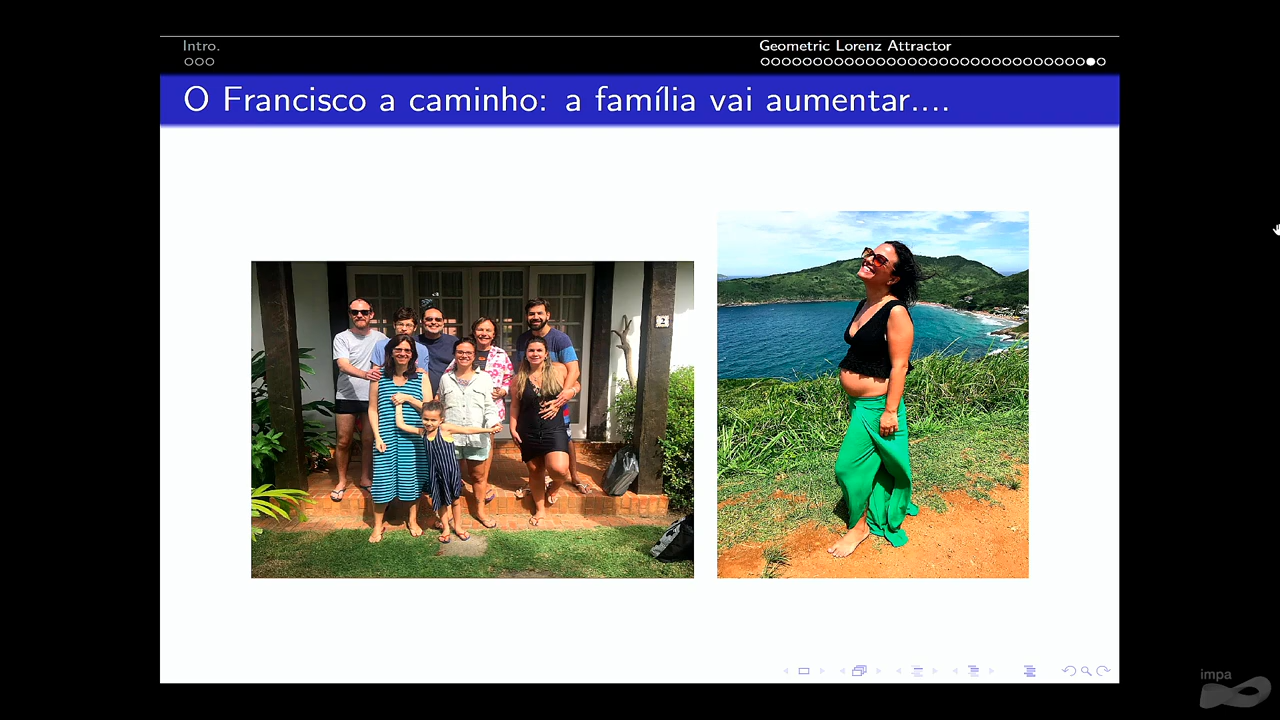 Intro.
Geometric Lorenz Attractor
O Francisco a caminho: a família vai aumentar....
2
impa